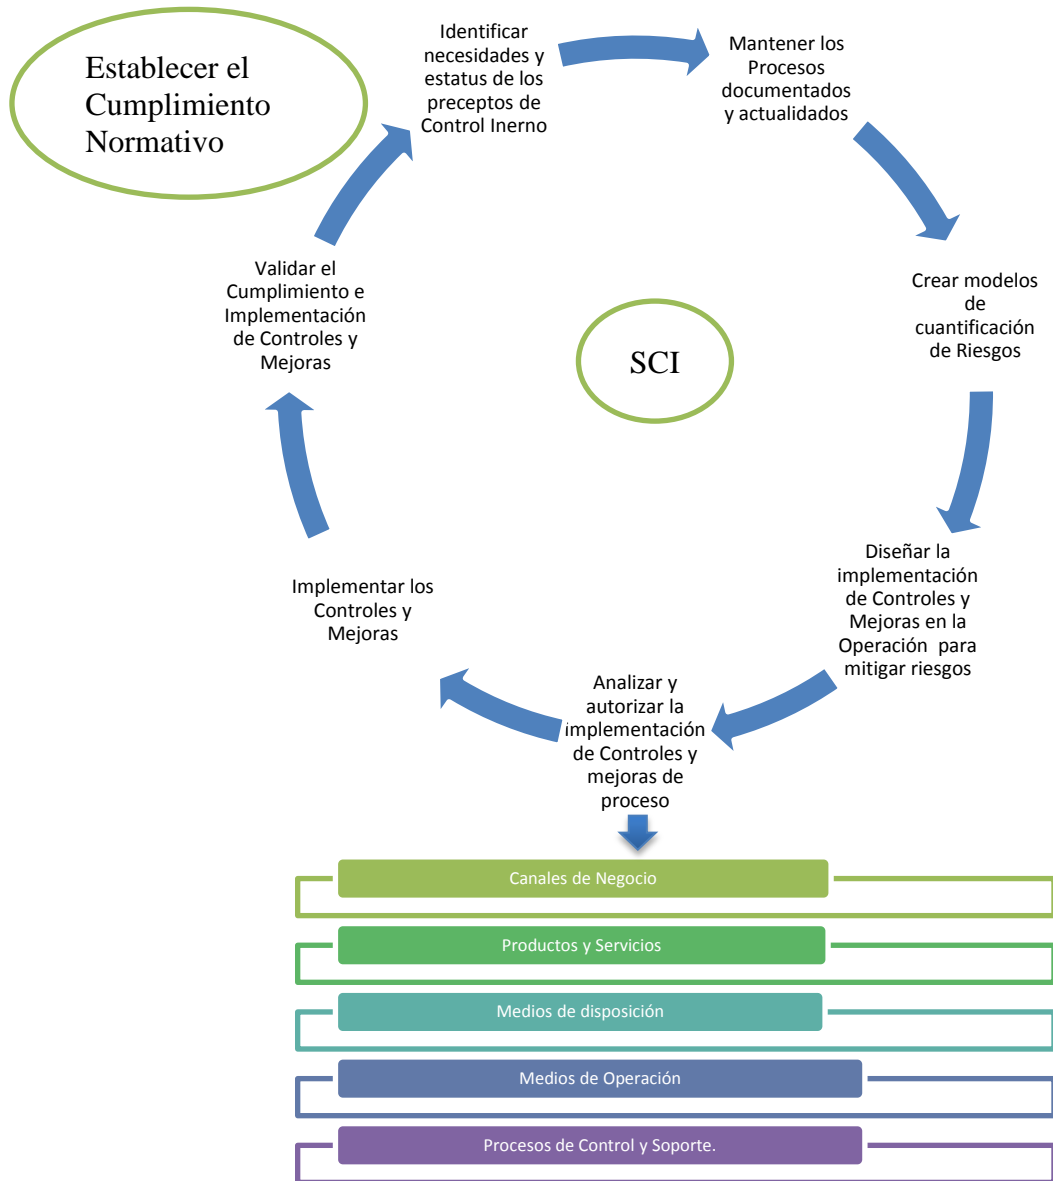 Establecer el
Cumplimiento
Normativo
Identificar
necesidades y
estatus de los
preceptos de
Control Inerno
Mantener los
Procesos
documentados
y actualidados
Crear modelos
de
cuantificación
de Riesgos
Diseñar la
implementación
de Controles y
Mejoras en la
Operación para
mitigar riesgos
Analizar y
autorizar la
implementación
de Controles y
mejoras de
proceso
Implementar los
Controles y
Mejoras
Validar el
Cumplimiento e
Implementación
de Controles y
Mejoras
SCI
Canales de Negocio
Productos y Servicios
Medios de disposición
Medios de Operación
Procesos de Control y Soporte.